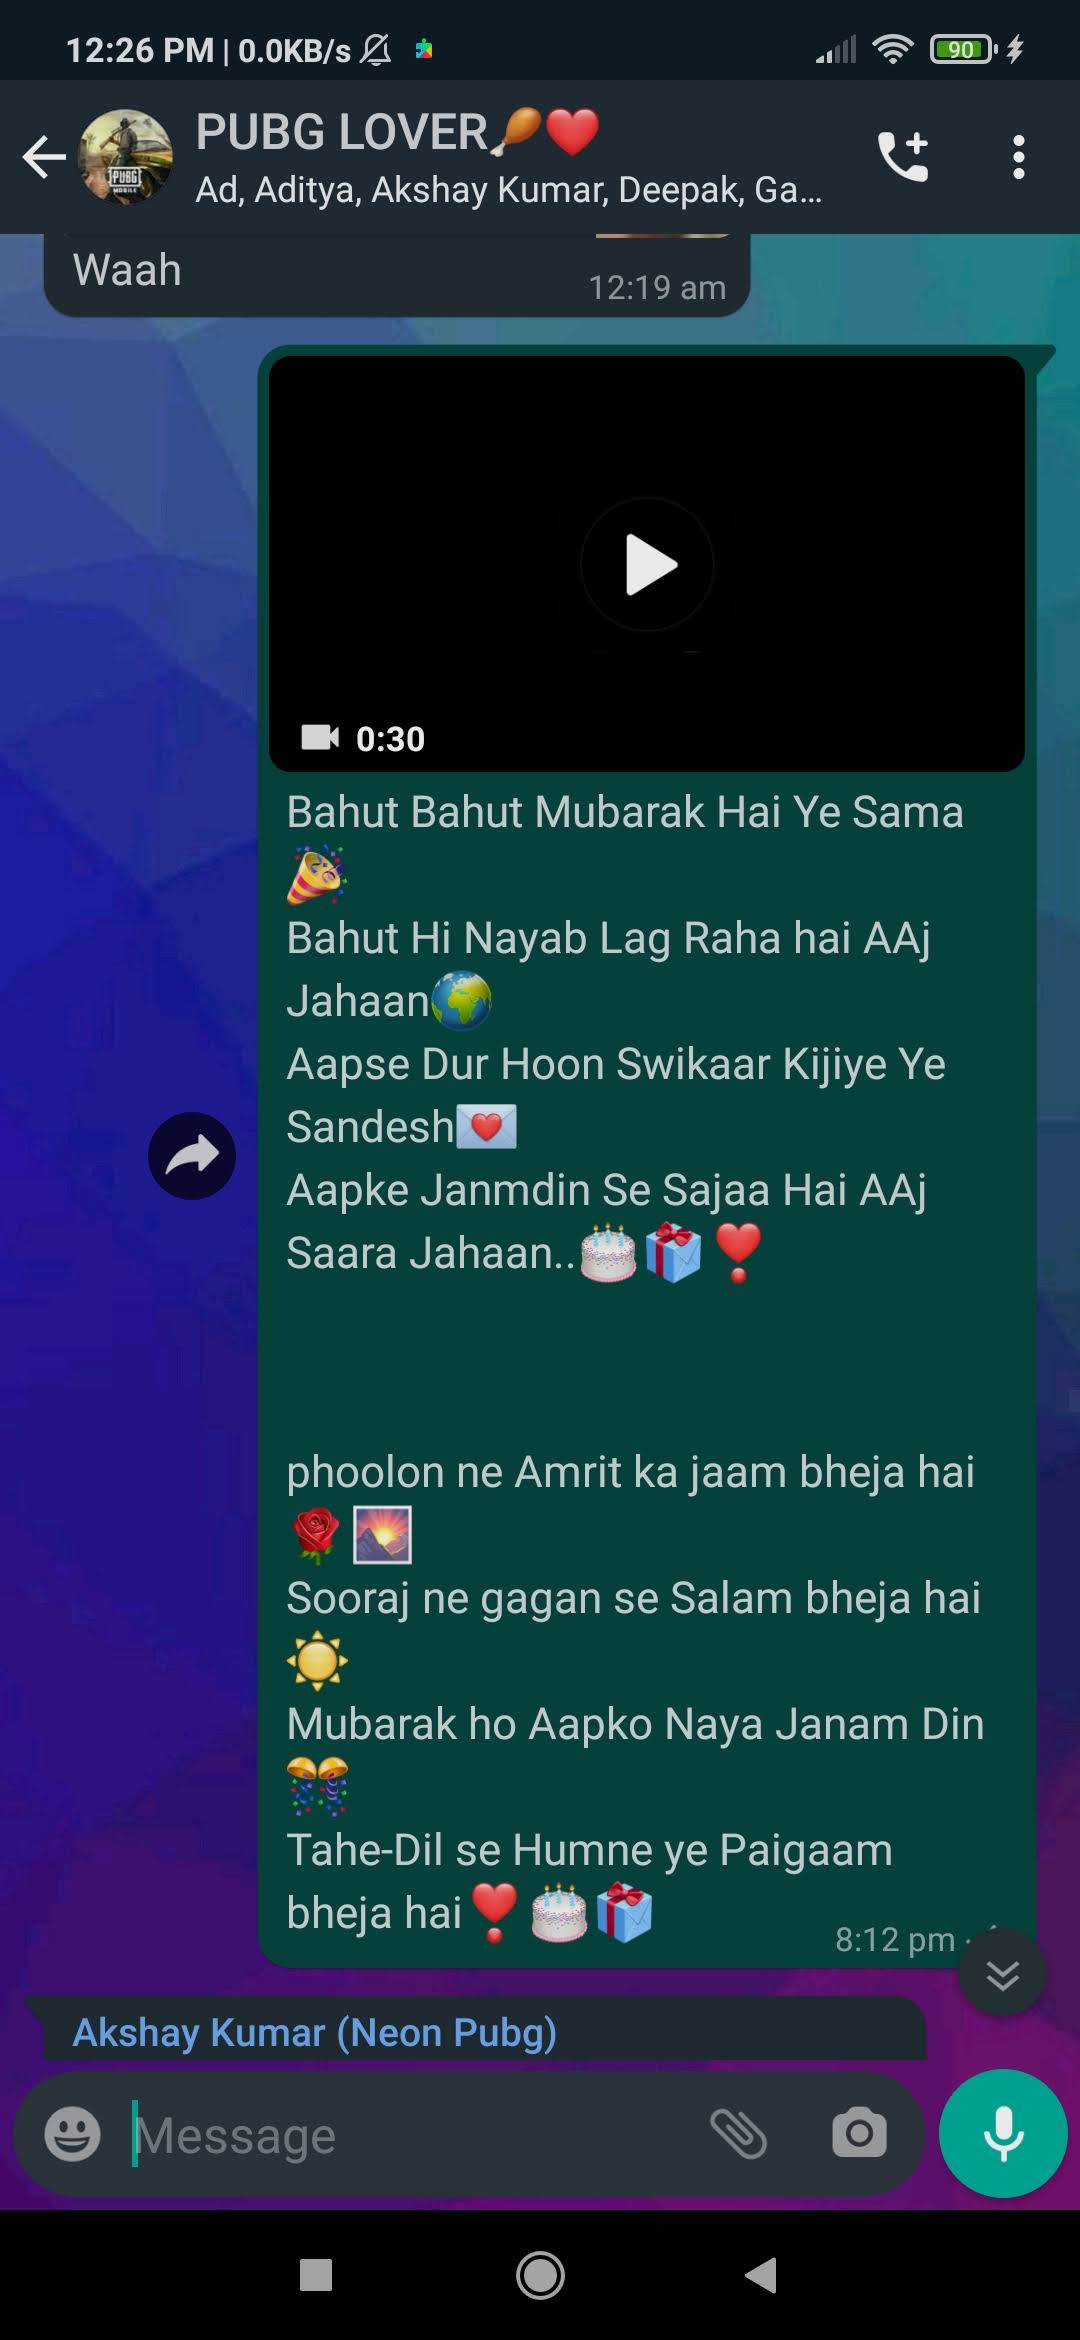 12:26 PM | 0.0KB/s
90
PUBG LOVER🍗❤️
Ad, Aditya, Akshay Kumar, Deepak, Ga...
PUBG
MOBILE
Waah
12:19 am
0:30
Bahut Bahut Mubarak Hai Ye Sama
🎉
Bahut Hi Nayab Lag Raha hai AAj
Jahaan🌍
Aapse Dur Hoon Swikaar Kijiye Ye
Sandesh💌
Aapke Janmdin Se Sajaa Hai AAj
Saara Jahaan..🎂🎁❣️
phoolon ne Amrit ka jaam bheja hai
🌹🌄
Sooraj ne gagan se Salam bheja hai
☀️
Mubarak ho Aapko Naya Janam Din
🎊
Tahe-Dil se Humne ye Paigaam
bheja hai❣️🎂🎁
8:12 pm
Akshay Kumar (Neon Pubg)
Message